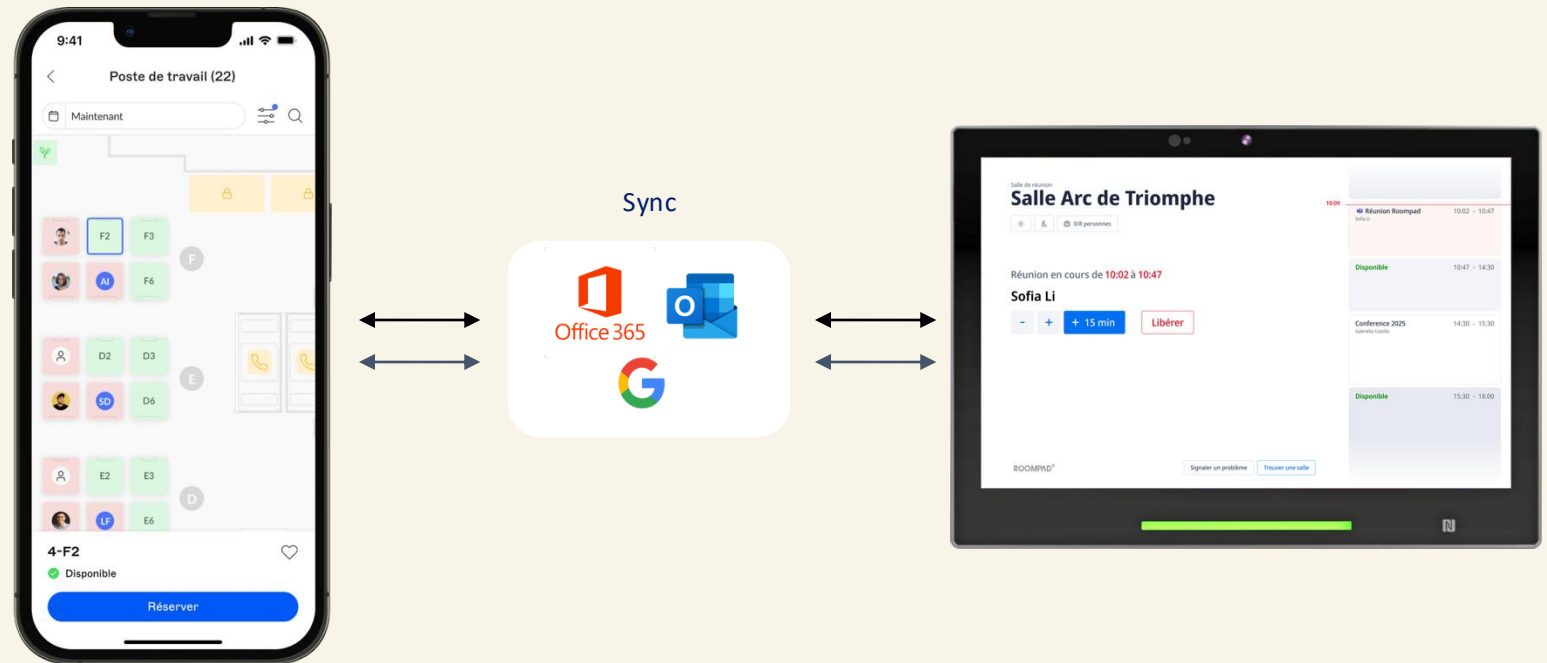 9:41
Poste de travail (22)
Maintenant
F2
F3
F
AI
F6
D2
D3
E
SD
D6
E2
E3
D
LF
E6
4-F2
Disponible
Réserver
Sync
Office 365
O
G
Salle de réunion
Salle Arc de Triomphe
0/8 personnes
Réunion en cours de 10:02 à 10:47
Sofia Li
- + + 15 min Libérer
ROOMPAD®
Signaler un problème Trouver une salle
10:09
Réunion Roompad 10:02 - 10:47
Sofia Li
Disponible 10:47 - 14:30
Conference 2025 14:30 - 15:30
Disponible 15:30 - 18:00
N